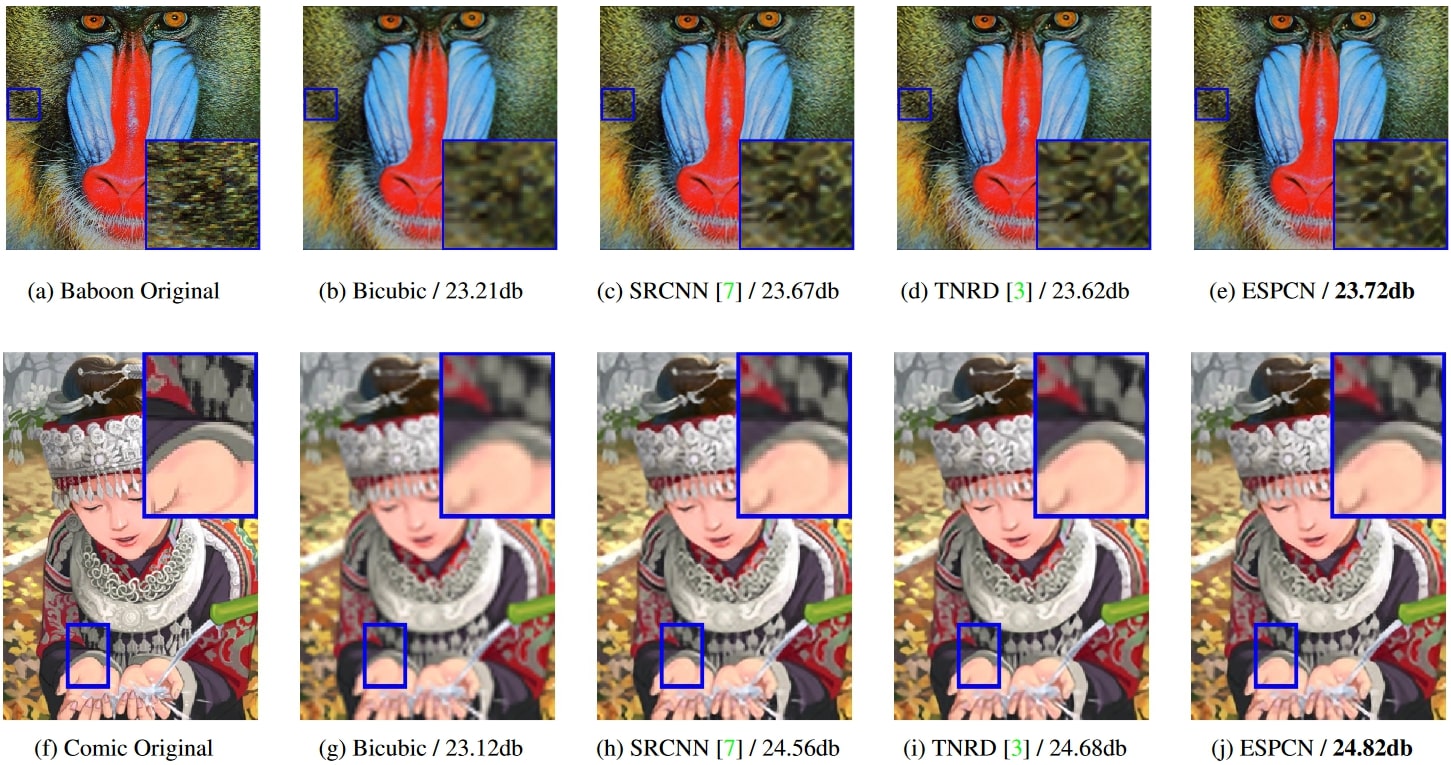 (a) Baboon Original
(b) Bicubic / 23.21db
(c) SRCNN [7] / 23.67db
(d) TNRD [3] / 23.62db
(e) ESPCN / 23.72db
(f) Comic Original
(g) Bicubic / 23.12db
(h) SRCNN [7] / 24.56db
(i) TNRD [3] / 24.68db
(j) ESPCN / 24.82db